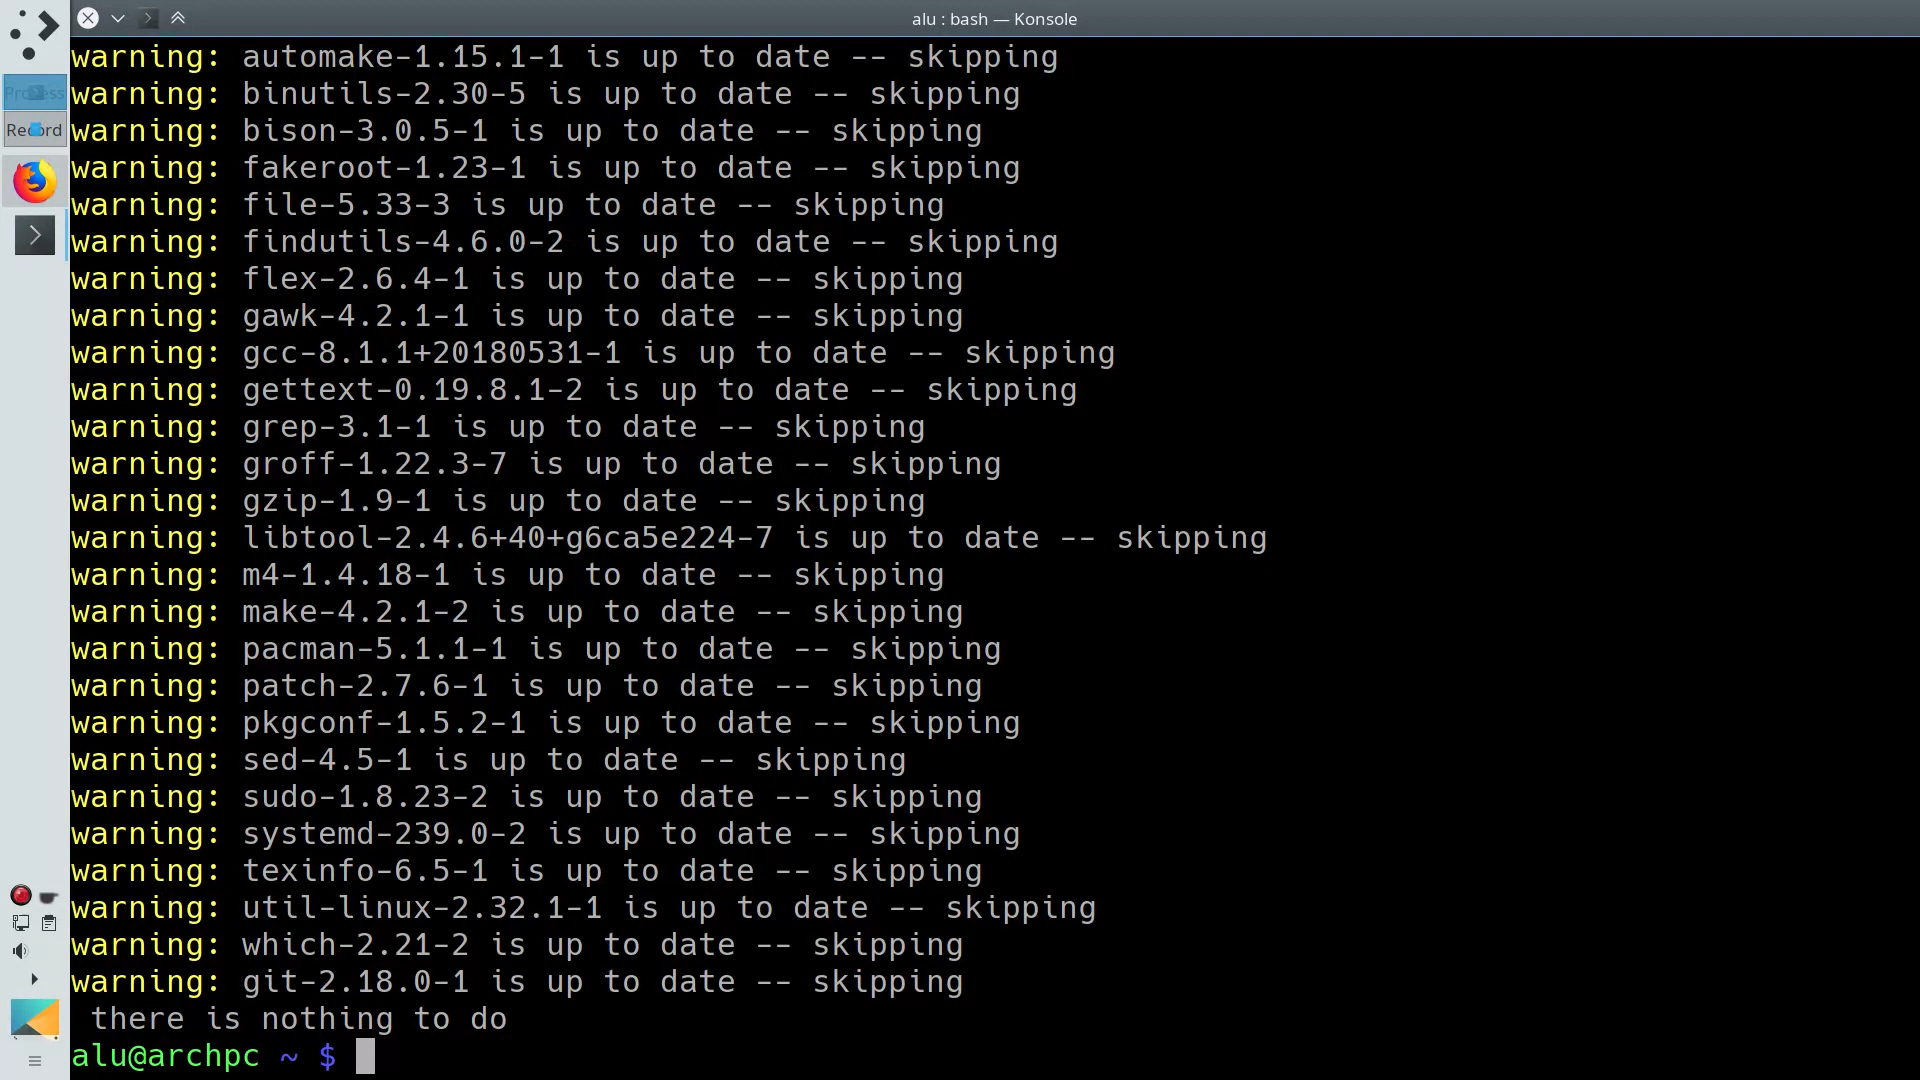 alu : bash — Konsole
Process
Record
warning: automake-1.15.1-1 is up to date -- skipping
warning: binutils-2.30-5 is up to date -- skipping
warning: bison-3.0.5-1 is up to date -- skipping
warning: fakeroot-1.23-1 is up to date -- skipping
warning: file-5.33-3 is up to date -- skipping
warning: findutils-4.6.0-2 is up to date -- skipping
warning: flex-2.6.4-1 is up to date -- skipping
warning: gawk-4.2.1-1 is up to date -- skipping
warning: gcc-8.1.1+20180531-1 is up to date -- skipping
warning: gettext-0.19.8.1-2 is up to date -- skipping
warning: grep-3.1-1 is up to date -- skipping
warning: groff-1.22.3-7 is up to date -- skipping
warning: gzip-1.9-1 is up to date -- skipping
warning: libtool-2.4.6+40+g6ca5e224-7 is up to date -- skipping
warning: m4-1.4.18-1 is up to date -- skipping
warning: make-4.2.1-2 is up to date -- skipping
warning: pacman-5.1.1-1 is up to date -- skipping
warning: patch-2.7.6-1 is up to date -- skipping
warning: pkgconf-1.5.2-1 is up to date -- skipping
warning: sed-4.5-1 is up to date -- skipping
warning: sudo-1.8.23-2 is up to date -- skipping
warning: systemd-239.0-2 is up to date -- skipping
warning: texinfo-6.5-1 is up to date -- skipping
warning: util-linux-2.32.1-1 is up to date -- skipping
warning: which-2.21-2 is up to date -- skipping
warning: git-2.18.0-1 is up to date -- skipping
there is nothing to do
alu@archpc ~ $